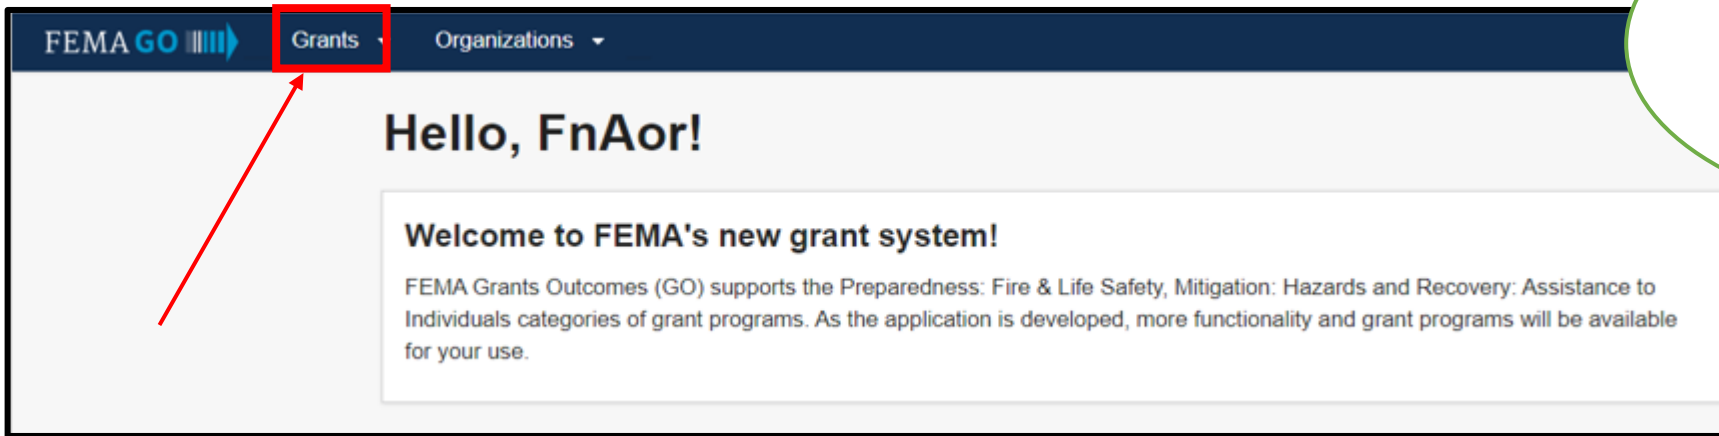 FEMA GO Grants Organizations
Hello, FnAor!
Welcome to FEMA's new grant system!
FEMA Grants Outcomes (GO) supports the Preparedness: Fire & Life Safety, Mitigation: Hazards and Recovery: Assistance to
Individuals categories of grant programs. As the application is developed, more functionality and grant programs will be available
for your use.